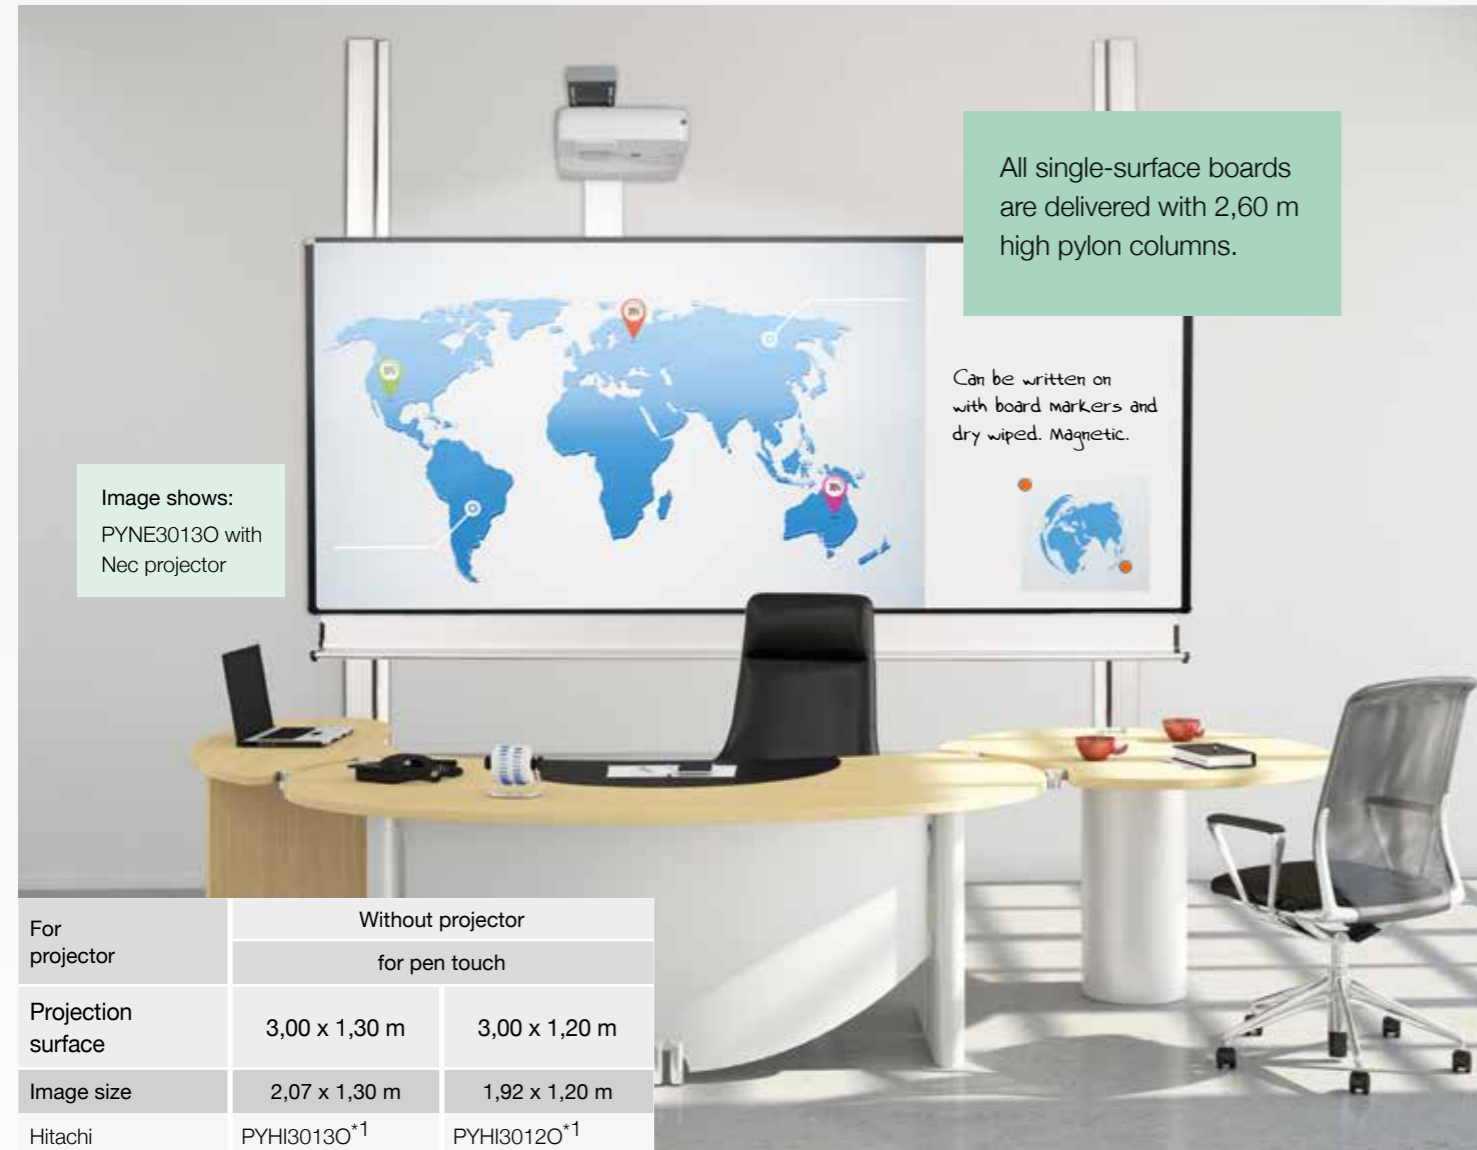 All single-surface boards
are delivered with 2,60 m
high pylon columns.
Can be written on
with board markers and
dry wiped. Magnetic.
Image shows:
PYNE3013O with
Nec projector
For
projector
Without projector
for pen touch
Projection
surface
3,00 x 1,30 m
3,00 x 1,20 m
Image size
2,07 x 1,30 m
1,92 x 1,20 m
Hitachi
PYHI3013O*1
PYHI3012O*1